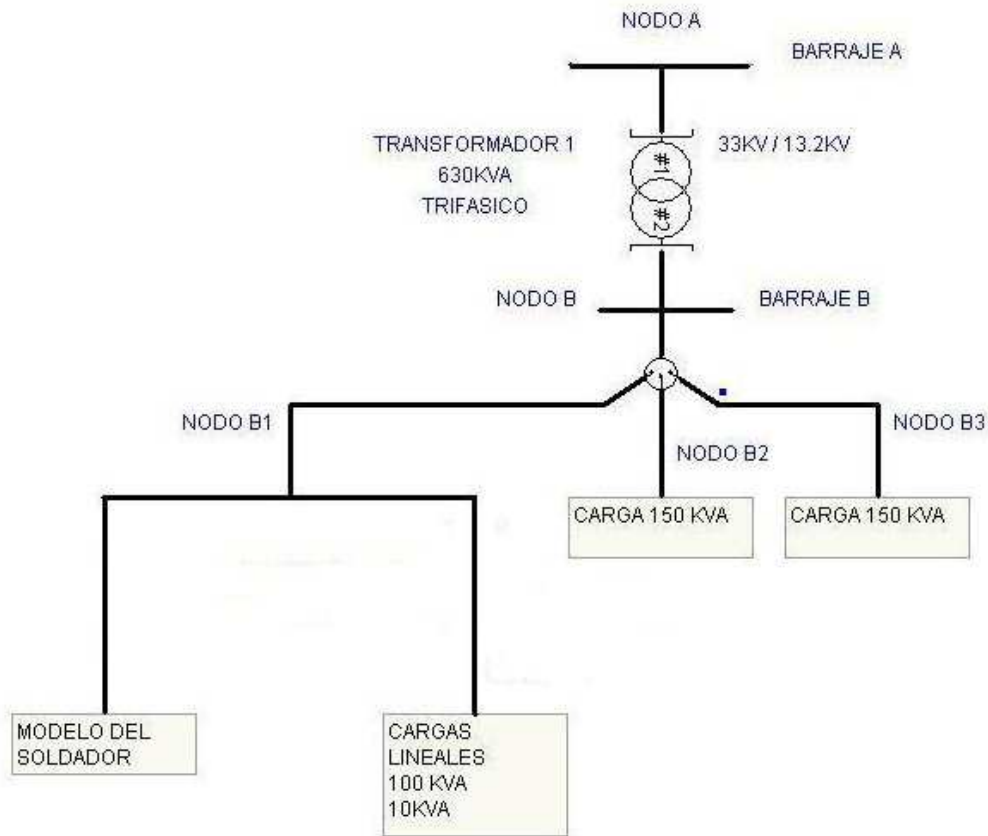 NODO A
BARRAJE A
TRANSFORMADOR 1
630KVA
TRIFASICO
33KV / 13.2KV
#1
#2
NODO B
BARRAJE B
NODO B1
NODO B2
NODO B3
CARGA 150 KVA
CARGA 150 KVA
MODELO DEL
SOLDADOR
CARGAS
LINEALES
100 KVA
10KVA